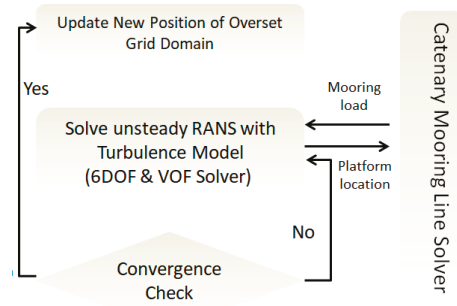 Update New Position of Overset
Grid Domain
Yes
Mooring
load
Solve unsteady RANS with
Turbulence Model
(6DOF & VOF Solver)
Platform
location
Catenary Mooring Line Solver
No
Convergence
Check